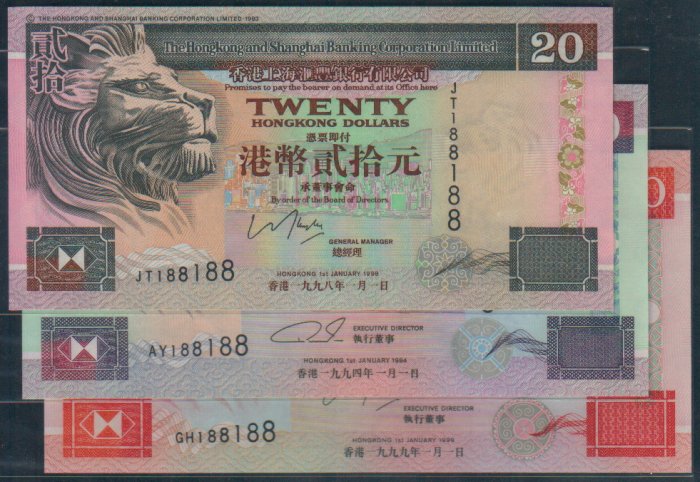 © THE HONGKONG AND SHANGHAI BANKING CORPORATION LIMITED 1993
貳拾
The Hongkong and Shanghai Banking Corporation Limited
20
香港上海滙豐銀行有限公司
Promises to pay the bearer on demand at its Office here
TWENTY
HONGKONG DOLLARS
憑票即付
港幣貳拾元
承董事會命
By order of the Board of Directors
JT188188
GENERAL MANAGER
總經理
JT188188
HONGKONG 1st JANUARY 1998
香港一九九八年一月一日
0
EXECUTIVE DIRECTOR
執行董事
AY188188
HONGKONG 1st JANUARY 1994
香港一九九四年一月一日
0
EXECUTIVE DIRECTOR
執行董事
GH188188
HONGKONG 1st JANUARY 1999
香港一九九九年一月一日